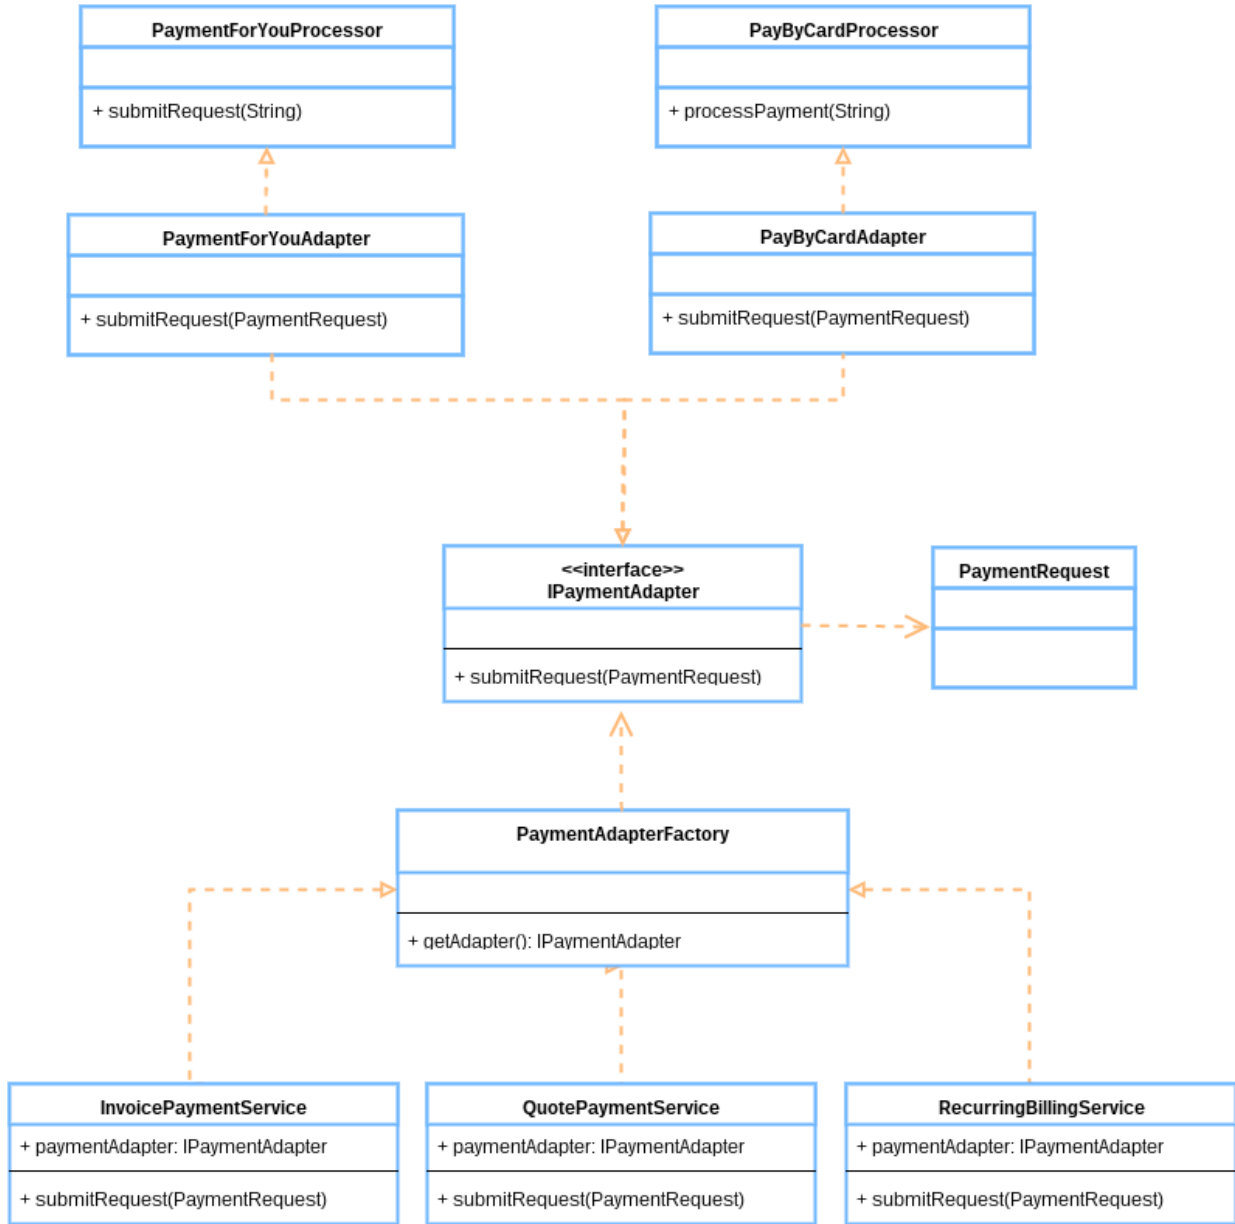 PaymentForYouProcessor
+ submitRequest(String)
PayByCardProcessor
+ processPayment(String)
PaymentForYouAdapter
+ submitRequest(PaymentRequest)
PayByCardAdapter
+ submitRequest(PaymentRequest)
<<interface>>
IPaymentAdapter
+ submitRequest(PaymentRequest)
PaymentRequest
PaymentAdapterFactory
+ getAdapter(): IPaymentAdapter
InvoicePaymentService
+ paymentAdapter: IPaymentAdapter
+ submitRequest(PaymentRequest)
QuotePaymentService
+ paymentAdapter: IPaymentAdapter
+ submitRequest(PaymentRequest)
RecurringBillingService
+ paymentAdapter: IPaymentAdapter
+ submitRequest(PaymentRequest)